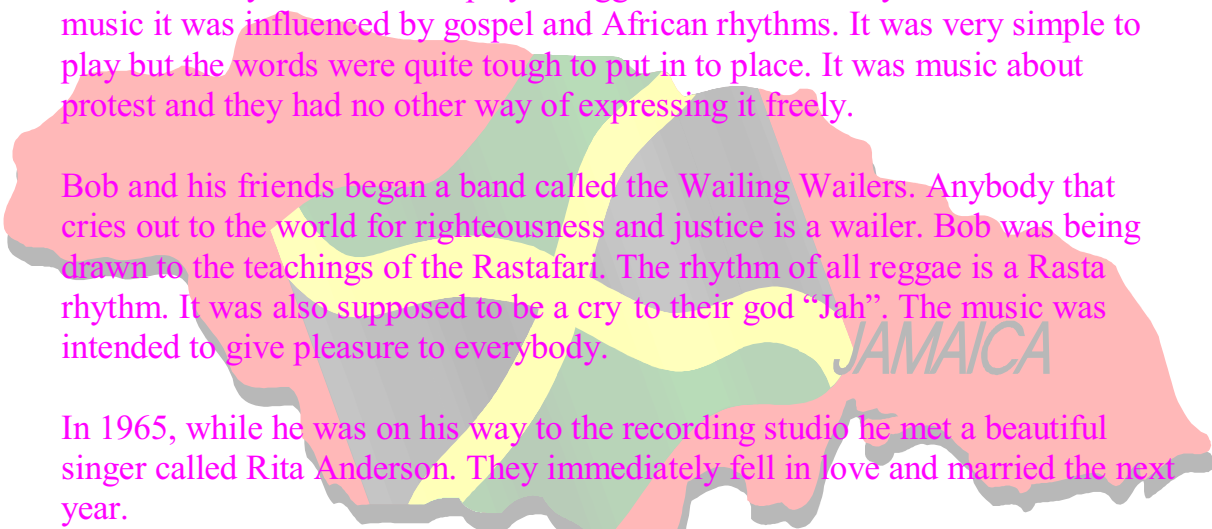 music it was influenced by gospel and African rhythms. It was very simple to
play but the words were quite tough to put in to place. It was music about
protest and they had no other way of expressing it freely.
Bob and his friends began a band called the Wailing Wailers. Anybody that
cries out to the world for righteousness and justice is a wailer. Bob was being
drawn to the teachings of the Rastafari. The rhythm of all reggae is a Rasta
rhythm. It was also supposed to be a cry to their god “Jah”. The music was
intended to give pleasure to everybody.
JAMAICA
In 1965, while he was on his way to the recording studio he met a beautiful
singer called Rita Anderson. They immediately fell in love and married the next
year.